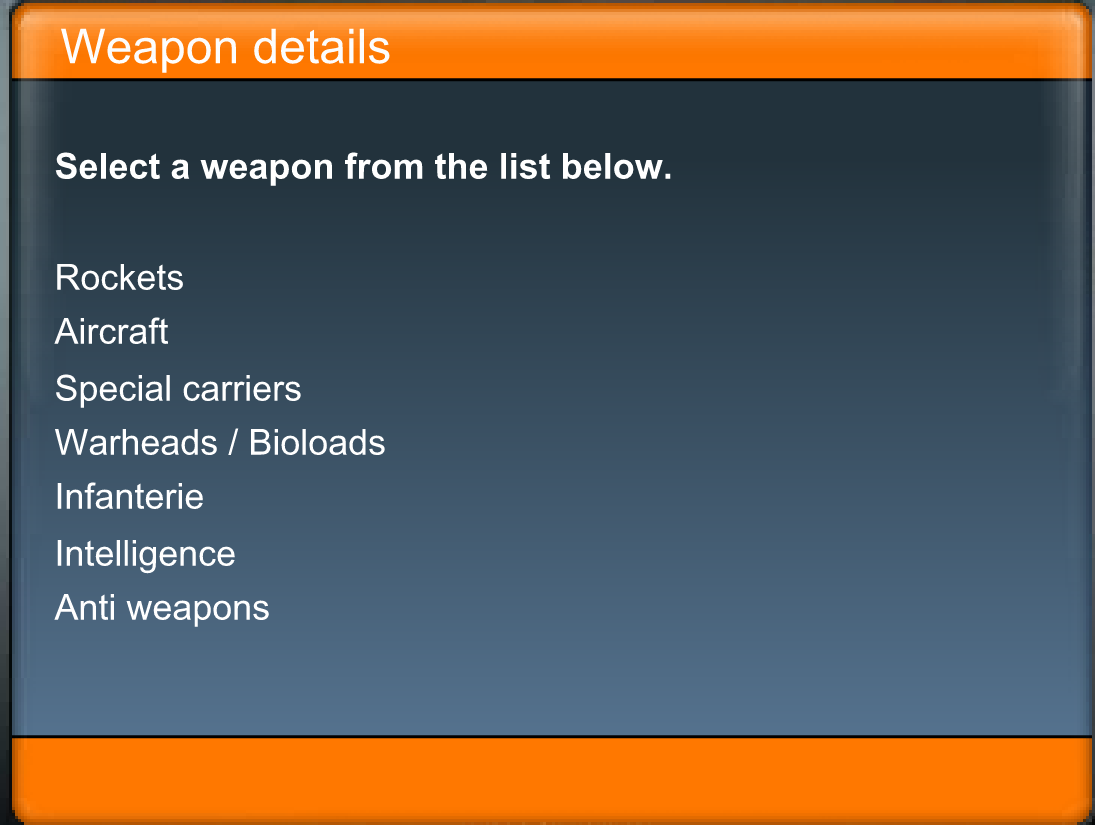 Weapon details
Select a weapon from the list below.
Rockets
Aircraft
Special carriers
Warheads / Bioloads
Infanterie
Intelligence
Anti weapons